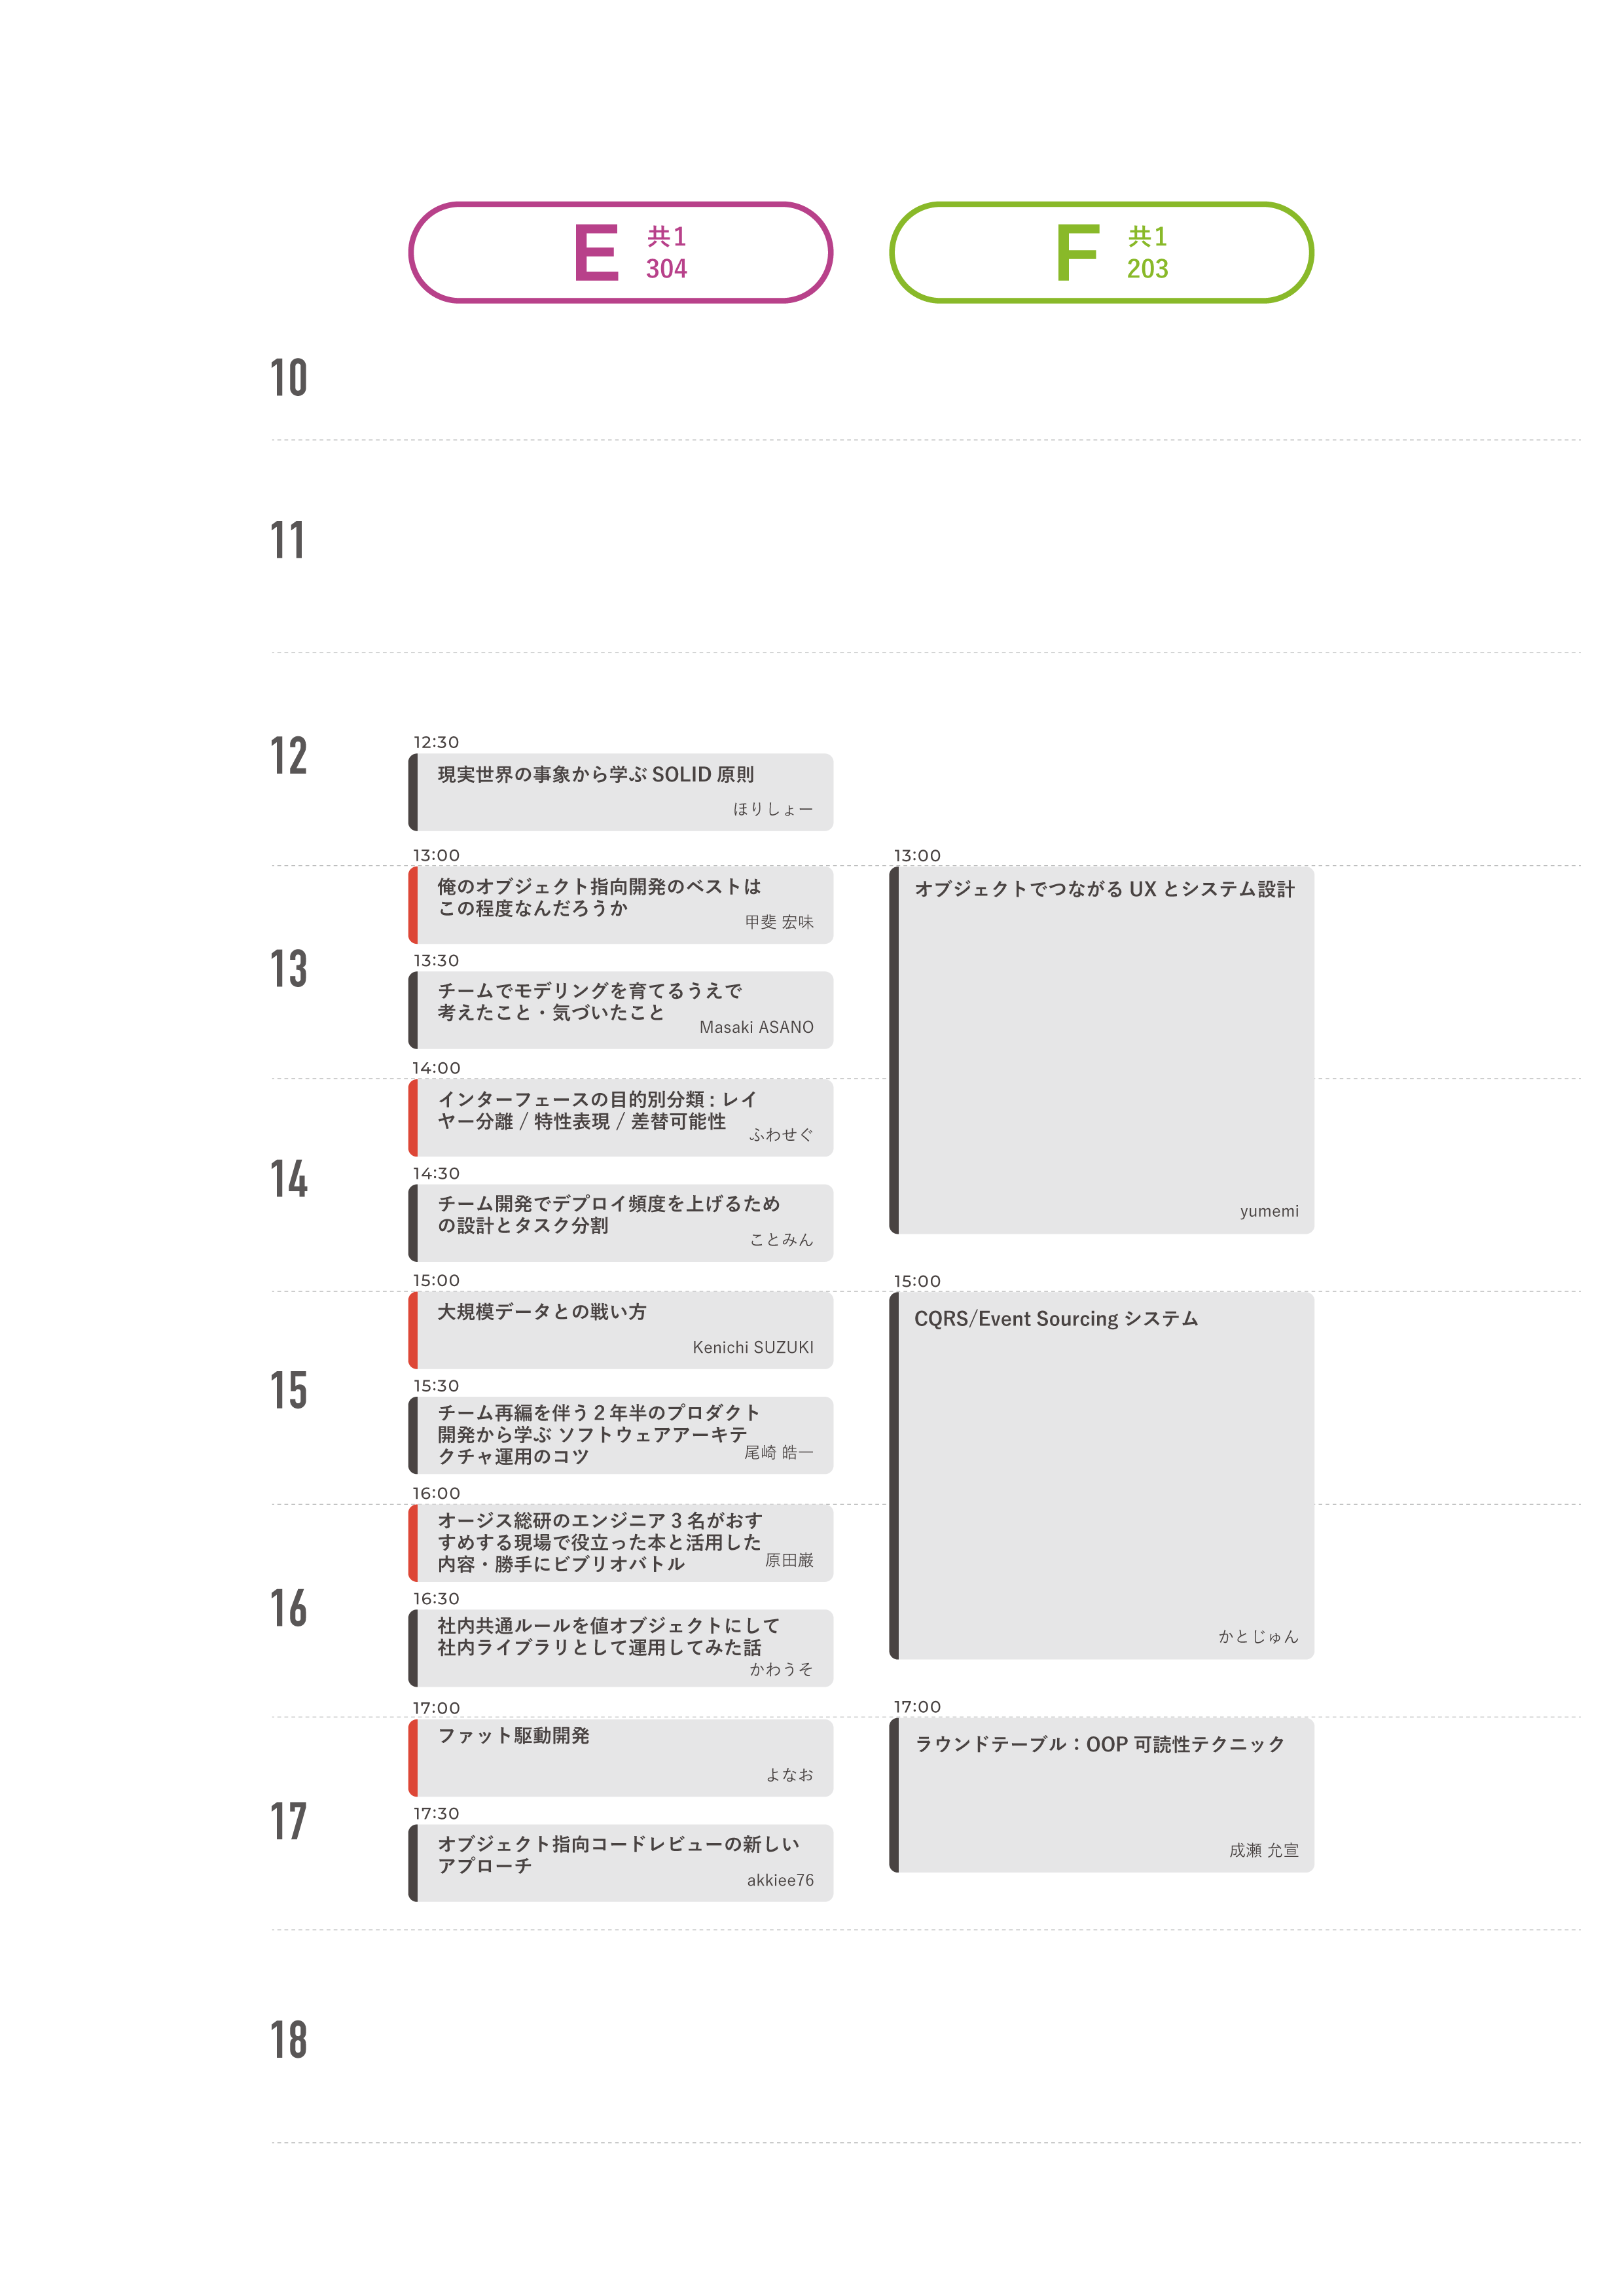 E
共1
304
F
共1
203
10
11
12
12:30
現実世界の事象から学ぶ SOLID 原則
ほりしょー
13
13:00
俺のオブジェクト指向開発のベストは
この程度なんだろうか
甲斐 宏味
13:30
チームでモデリングを育てるうえで
考えたこと・気づいたこと
Masaki ASANO
14
14:00
インターフェースの目的別分類 : レイ
ヤー分離 / 特性表現 / 差替可能性
ふわせぐ
14:30
チーム開発でデプロイ頻度を上げるため
の設計とタスク分割
ことみん
15
15:00
大規模データとの戦い方
Kenichi SUZUKI
15:30
チーム再編を伴う 2 年半のプロダクト
開発から学ぶ ソフトウェアアーキテ
クチャ運用のコツ
尾崎 皓一
16
16:00
オージス総研のエンジニア 3 名がおす
すめする現場で役立った本と活用した
内容・勝手にビブリオバトル
原田巌
16:30
社内共通ルールを値オブジェクトにして
社内ライブラリとして運用してみた話
かわうそ
17
17:00
ファット駆動開発
よなお
17:30
オブジェクト指向コードレビューの新しい
アプローチ
akkiee76
13:00
オブジェクトでつながる UX とシステム設計
yumemi
15:00
CQRS/Event Sourcing システム
かとじゅん
17:00
ラウンドテーブル：OOP 可読性テクニック
成瀬 允宣
18